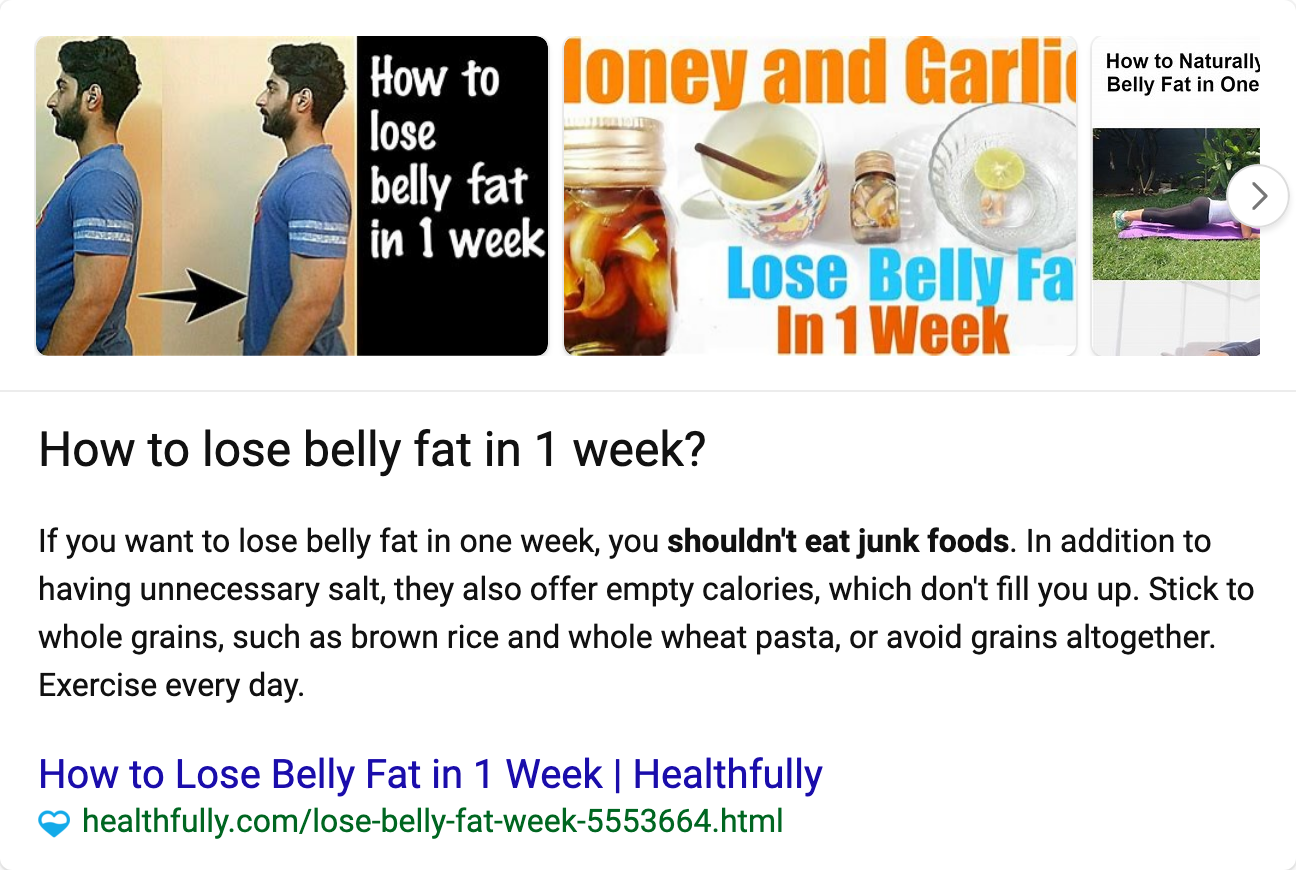 How to
lose
belly fat
in 1 week
Honey and Garlic
Lose Belly Fa
In 1 Week
How to Naturally
Belly Fat in One
How to lose belly fat in 1 week?
If you want to lose belly fat in one week, you shouldn't eat junk foods. In addition to
having unnecessary salt, they also offer empty calories, which don't fill you up. Stick to
whole grains, such as brown rice and whole wheat pasta, or avoid grains altogether.
Exercise every day.
How to Lose Belly Fat in 1 Week | Healthfully
healthfully.com/lose-belly-fat-week-5553664.html